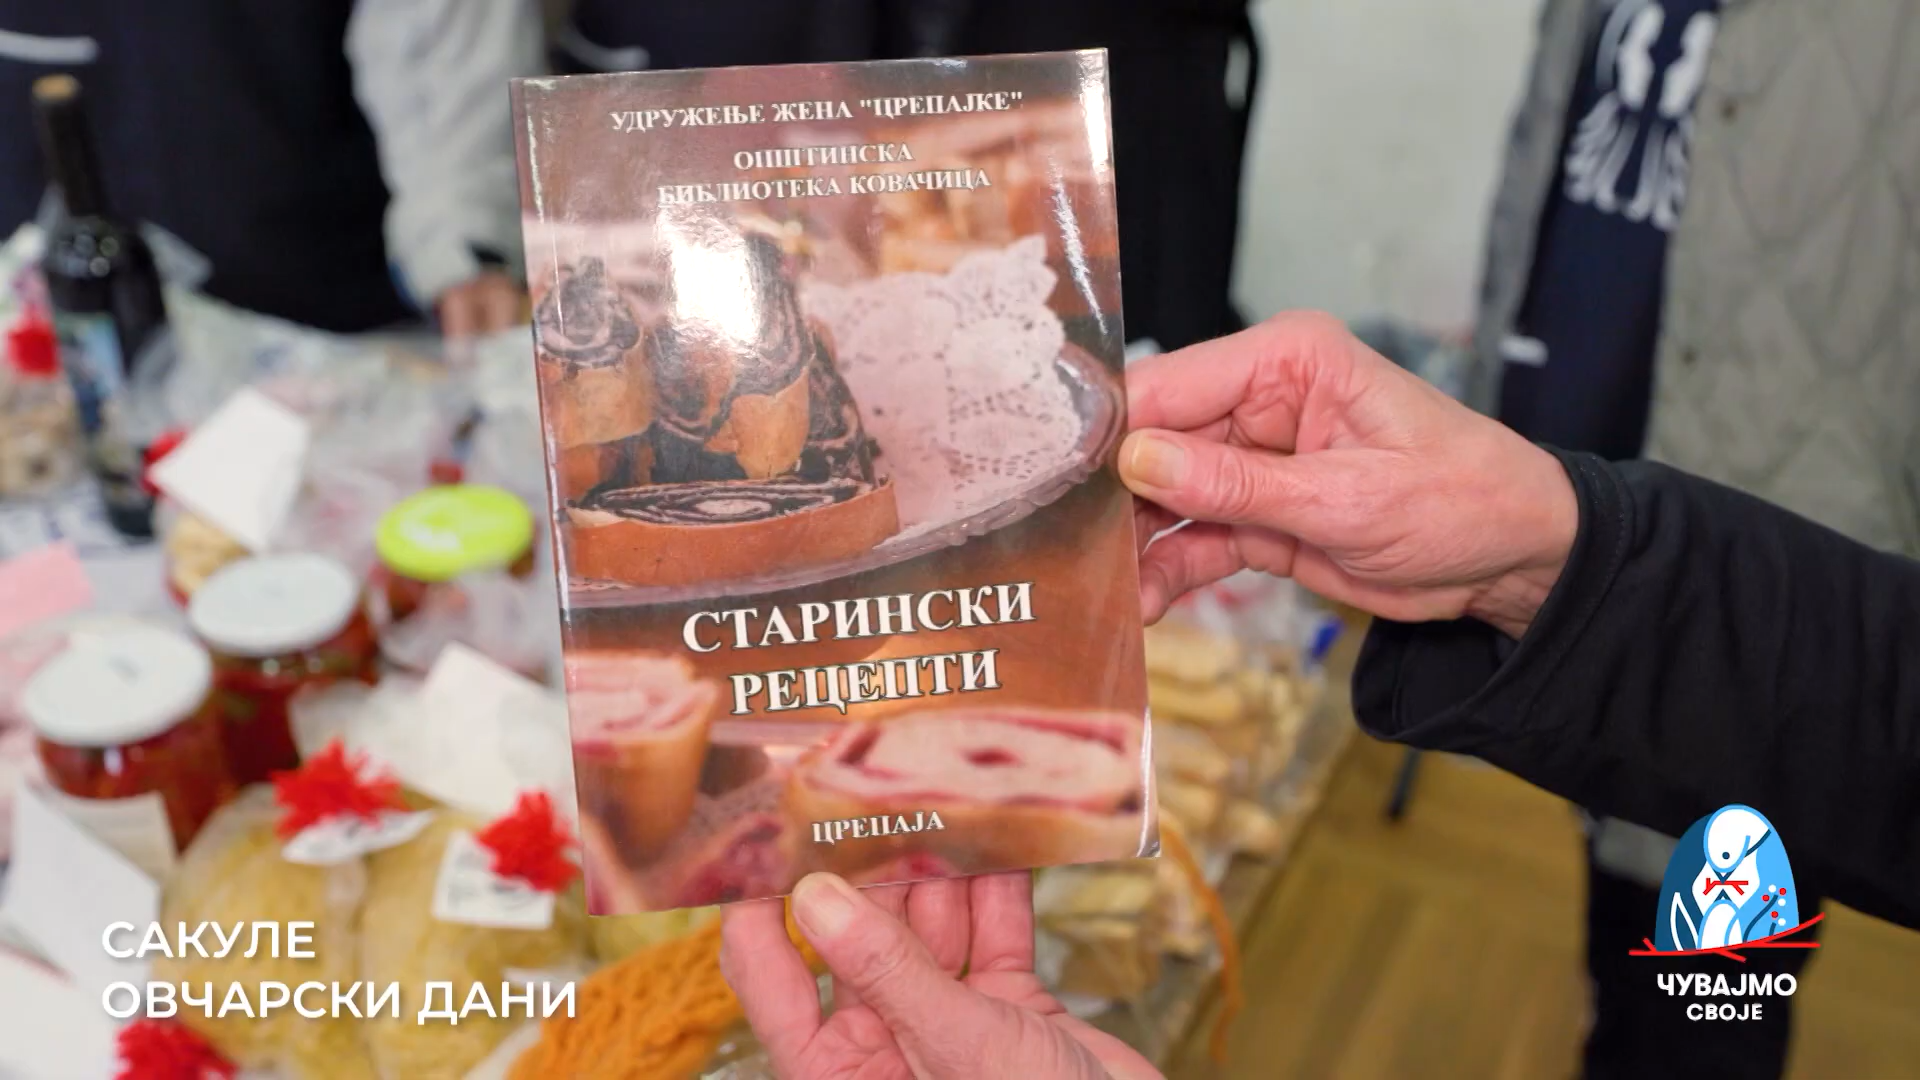 УДРУЖЕЊЕ ЖЕНА "ЦРЕПАЈКЕ"
ОПШТИНСКА
БИБЛИОТЕКА КОВАЧИЦА
СТАРИНСКИ
РЕЦЕПТИ
ЦРЕПАЈА
САКУЛЕ
ОВЧАРСКИ ДАНИ
ЧУВАЈМО
СВОЈЕ